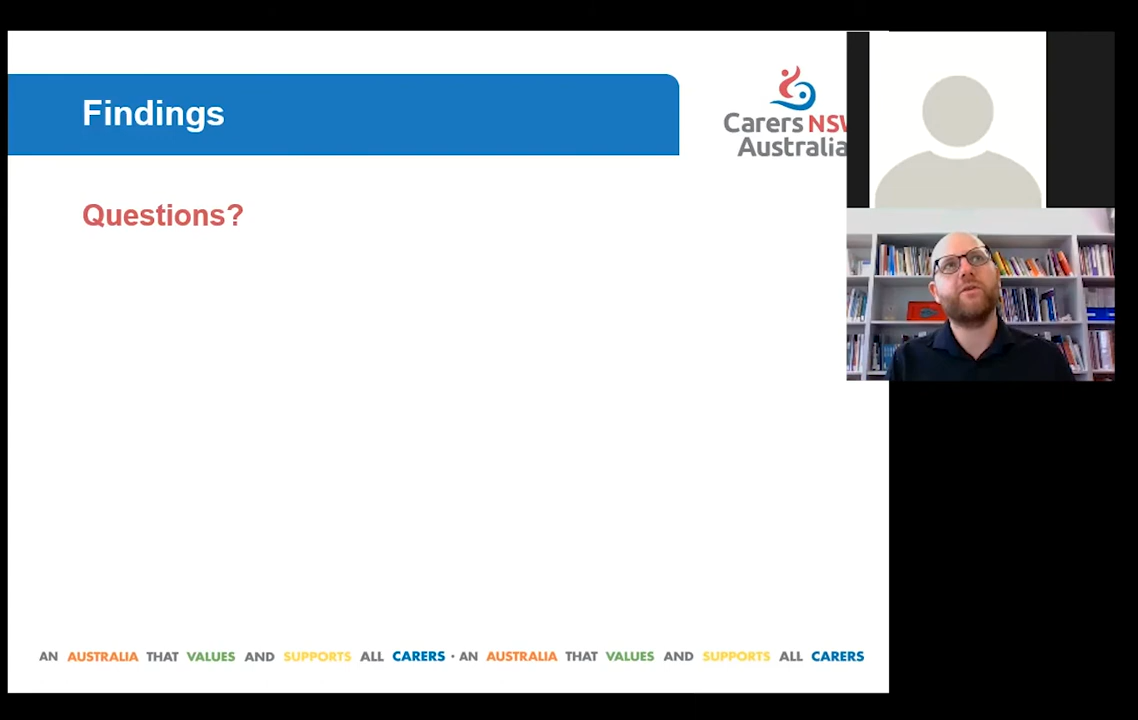 Findings
Carers NSW
Australia
Questions?
AN AUSTRALIA THAT VALUES AND SUPPORTS ALL CARERS · AN AUSTRALIA THAT VALUES AND SUPPORTS ALL CARERS